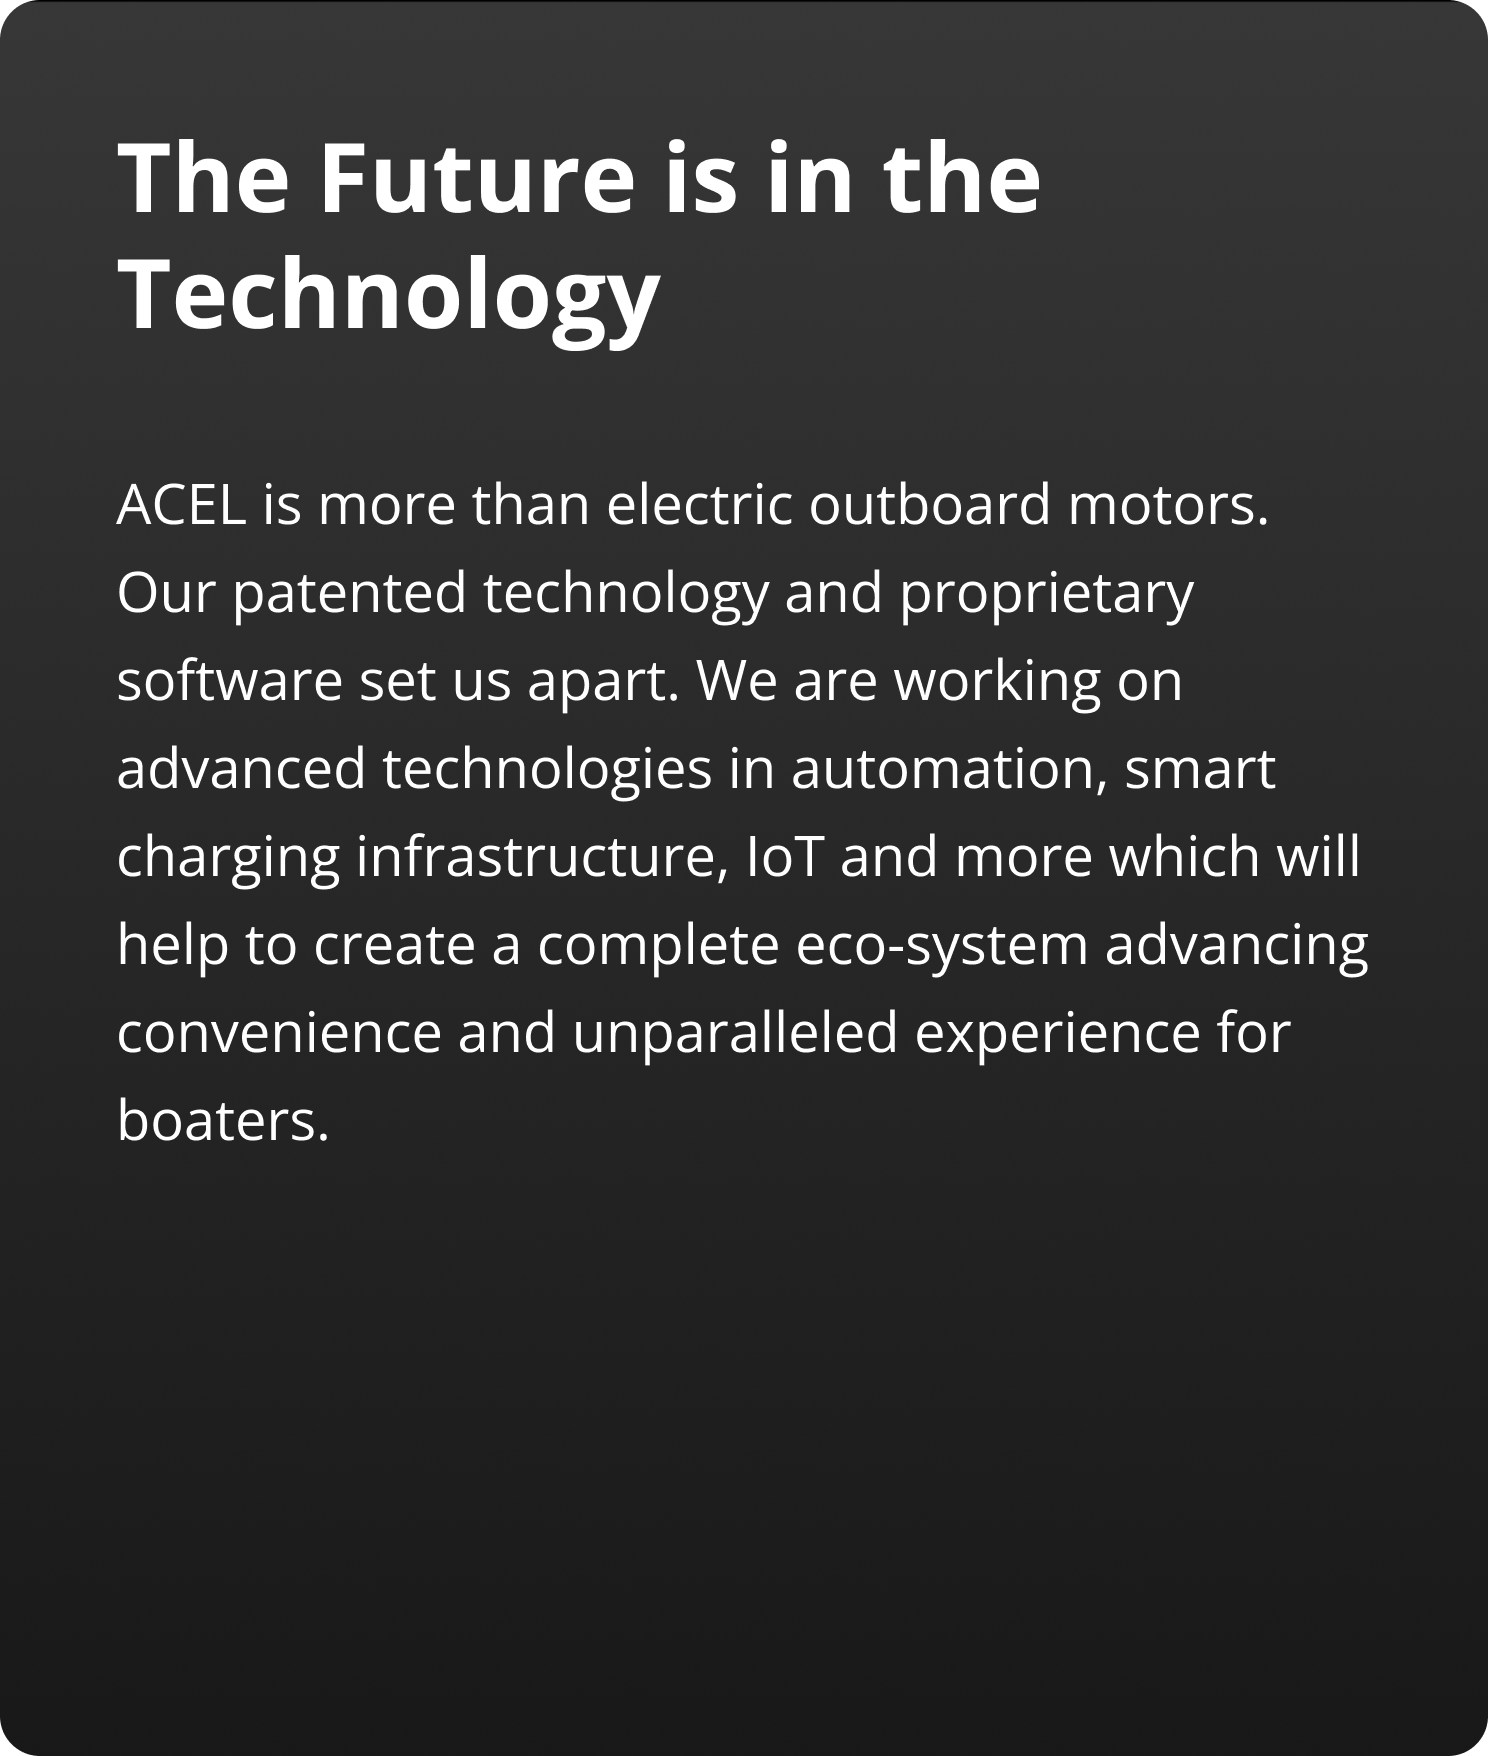 The Future is in the
Technology
ACEL is more than electric outboard motors.
Our patented technology and proprietary
software set us apart. We are working on
advanced technologies in automation, smart
charging infrastructure, IoT and more which will
help to create a complete eco-system advancing
convenience and unparalleled experience for
boaters.